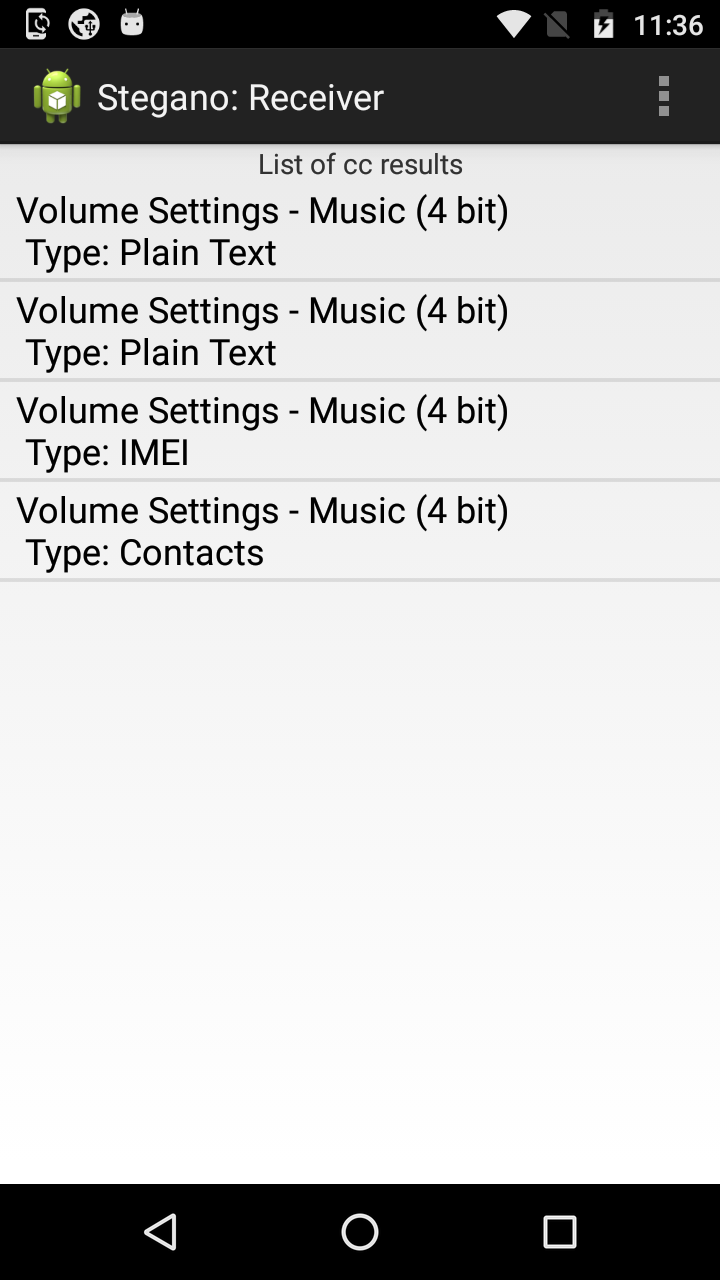 11:36
Stegano: Receiver
List of cc results
Volume Settings - Music (4 bit)
Type: Plain Text
Volume Settings - Music (4 bit)
Type: Plain Text
Volume Settings - Music (4 bit)
Type: IMEI
Volume Settings - Music (4 bit)
Type: Contacts